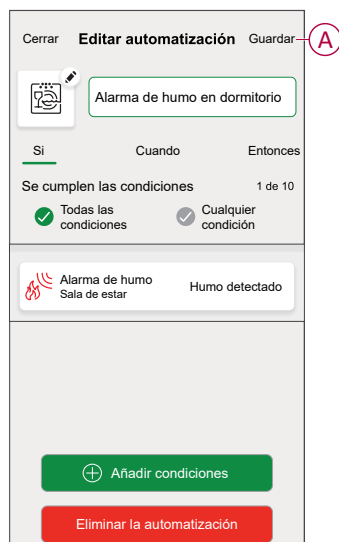 Cerrar Editar automatización Guardar A
Alarma de humo en dormitorio
Si Cuando Entonces
Se cumplen las condiciones 1 de 10
Todas las condiciones
Cualquier condición
Alarma de humo
Sala de estar
Humo detectado
Añadir condiciones
Eliminar la automatización